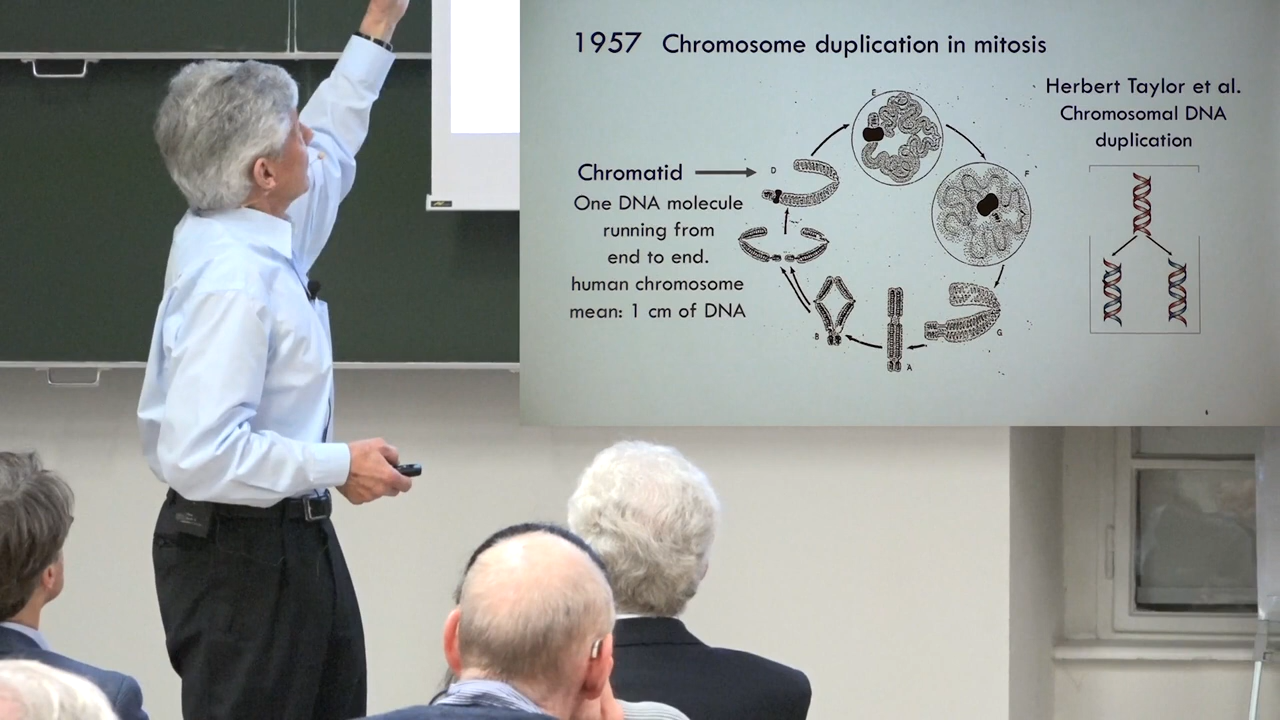 1957 Chromosome duplication in mitosis
Herbert Taylor et al.
Chromosomal DNA
duplication
Chromatid
One DNA molecule
running from
end to end.
human chromosome
mean: 1 cm of DNA
E
D
F
G
B
A